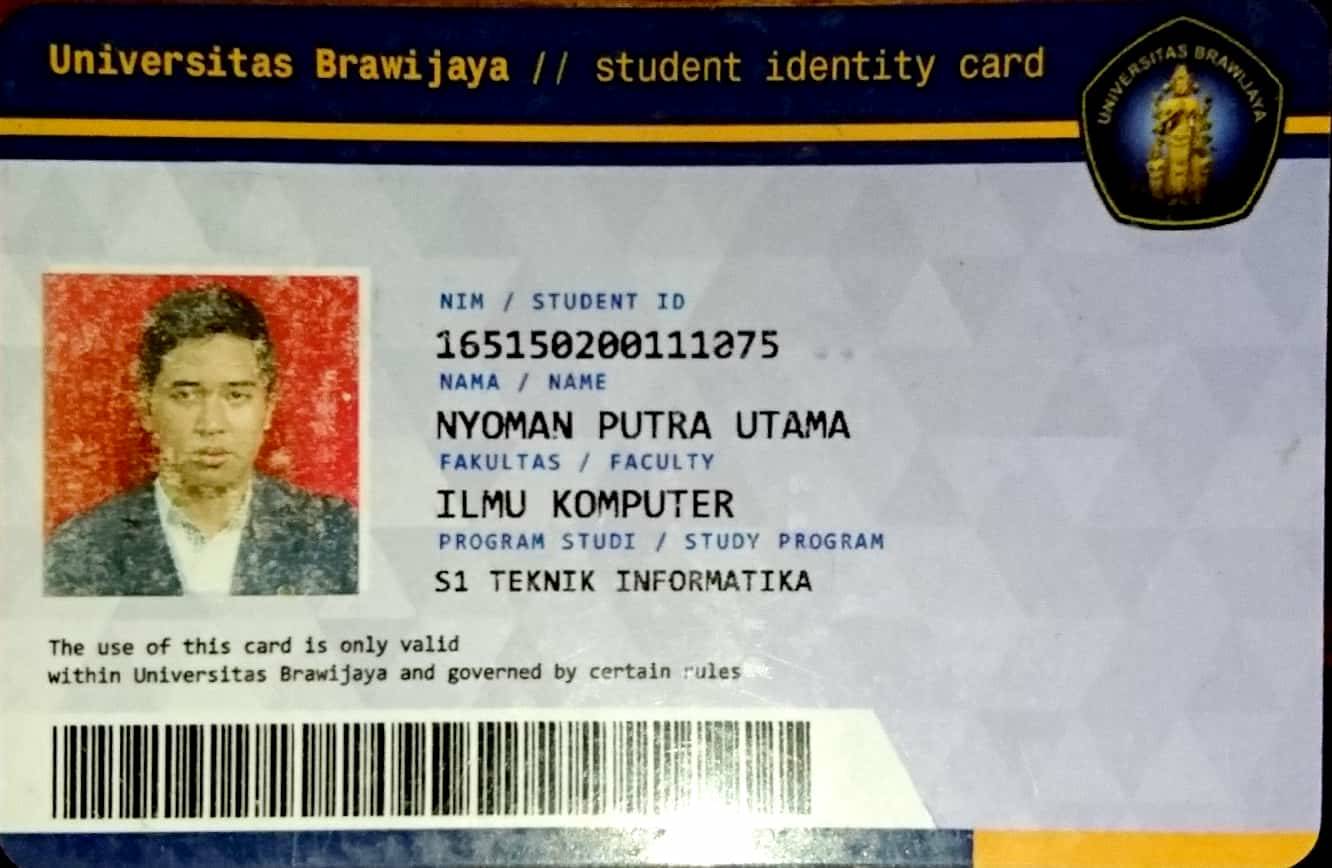 Universitas Brawijaya // student identity card
UNIVERSITAS BRAWIJAYA
NIM / STUDENT ID
165150200111075
NAMA / NAME
NYOMAN PUTRA UTAMA
FAKULTAS / FACULTY
ILMU KOMPUTER
PROGRAM STUDI / STUDY PROGRAM
S1 TEKNIK INFORMATIKA
The use of this card is only valid
within Universitas Brawijaya and governed by certain rules